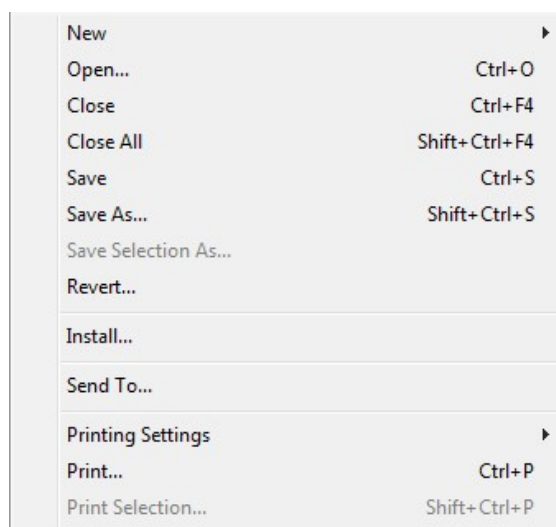 New
Open... Ctrl+O
Close Ctrl+F4
Close All Shift+Ctrl+F4
Save Ctrl+S
Save As... Shift+Ctrl+S
Save Selection As...
Revert...
Install...
Send To...
Printing Settings
Print... Ctrl+P
Print Selection... Shift+Ctrl+P